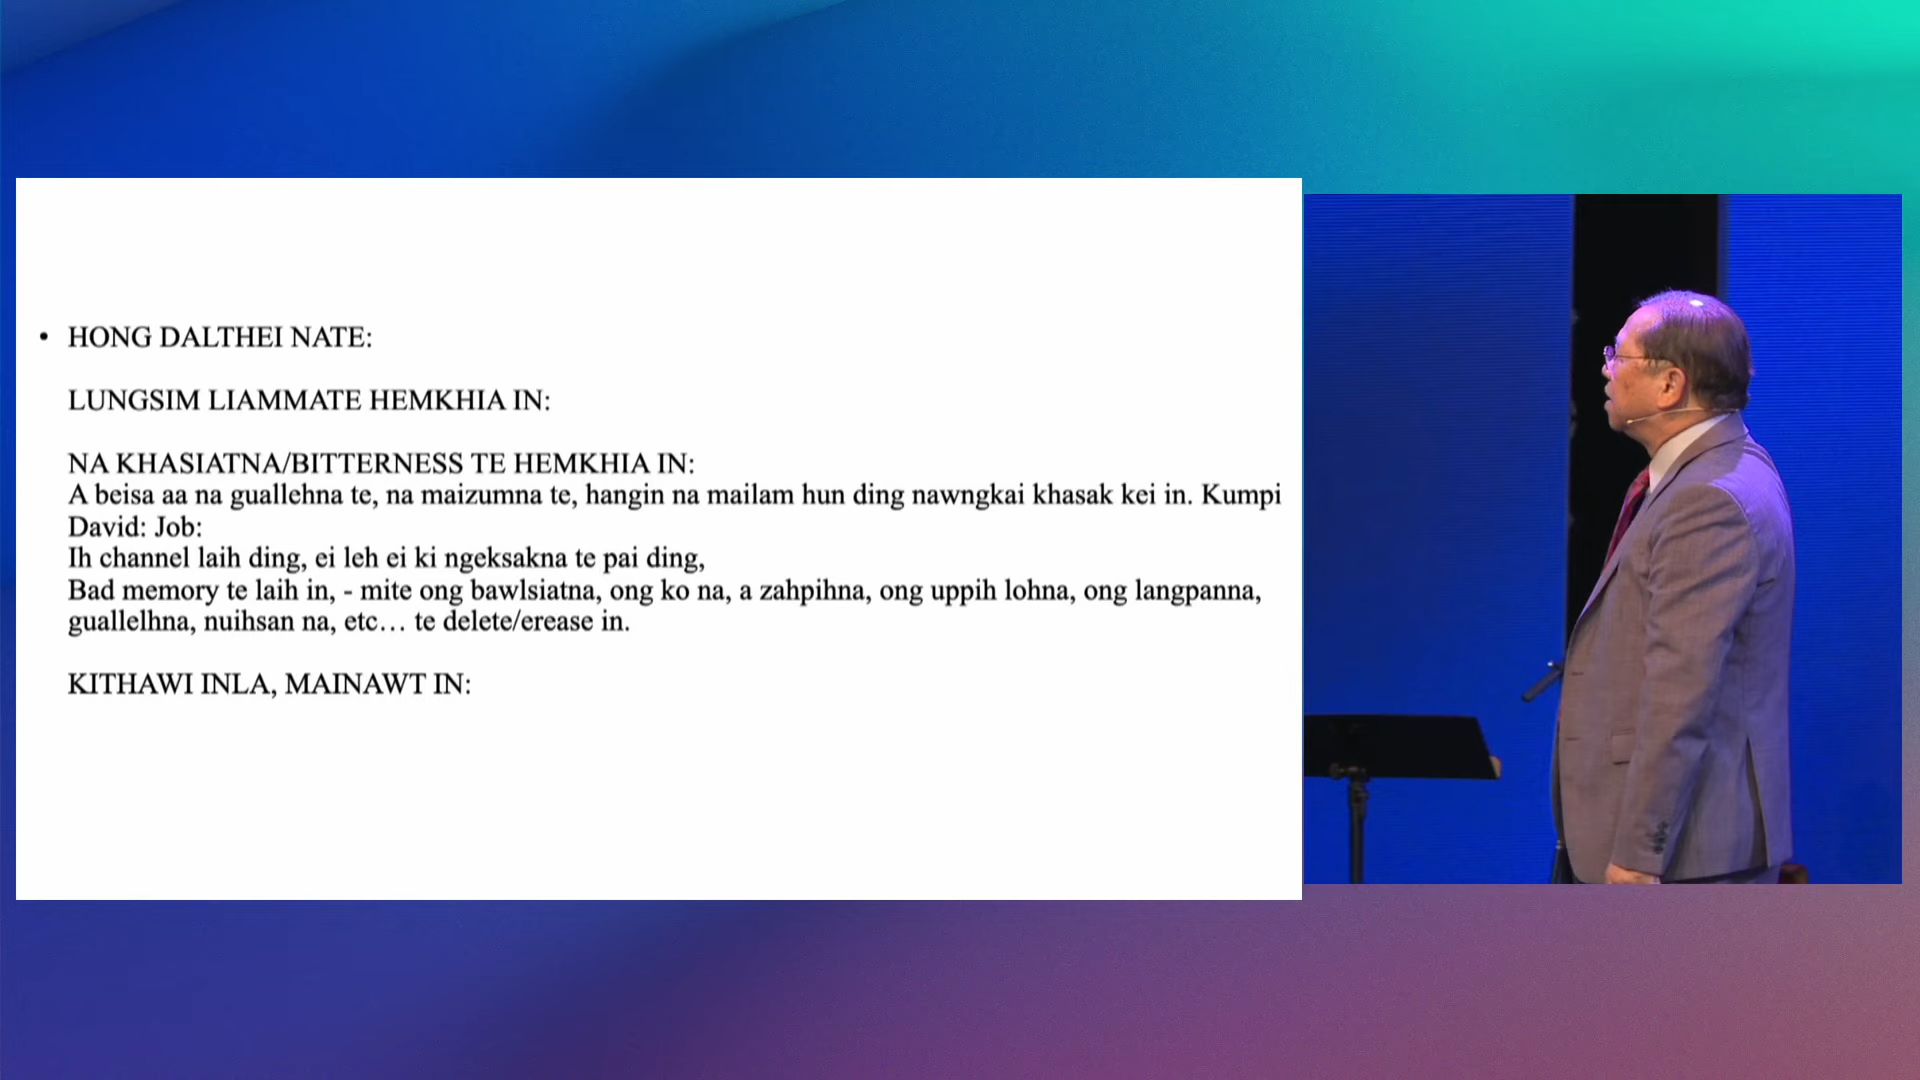 • HONG DALTHEI NATE:
LUNGSIM LIAMMATE HEMKHIA IN:
NA KHASIATNA/BITTERNESS TE HEMKHIA IN:
A beisa aa na guallehna te, na maizumna te, hangin na mailam hun ding nawngkai khasak kei in. Kumpi
David: Job:
Ih channel laih ding, ei leh ei ki ngeksakna te pai ding,
Bad memory te laih in, - mite ong bawlsiatna, ong ko na, a zahpihna, ong uppih lohna, ong langpanna,
guallelhna, nuihsan na, etc… te delete/erease in.
KITHAWI INLA, MAINAWT IN: